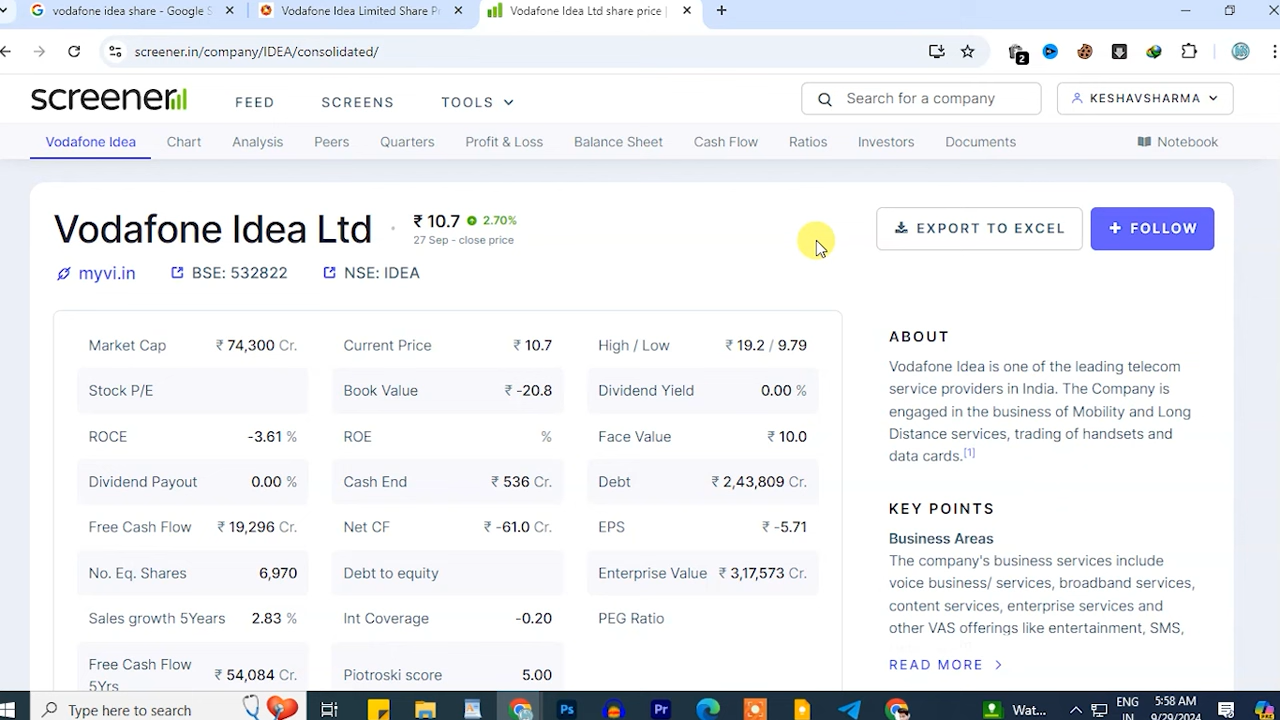 vodafone idea share - Google S
Vodafone Idea Limited Share P
Vodafone Idea Ltd share price |
screener.in/company/IDEA/consolidated/
2
screener
FEED
SCREENS
TOOLS
Search for a company
KESHAVSHARMA
Vodafone Idea
Chart
Analysis
Peers
Quarters
Profit & Loss
Balance Sheet
Cash Flow
Ratios
Investors
Documents
Notebook
Vodafone Idea Ltd
₹ 10.7 2.70%
27 Sep - close price
EXPORT TO EXCEL
+ FOLLOW
myvi.in
BSE: 532822
NSE: IDEA
Market Cap ₹ 74,300 Cr.
Current Price ₹ 10.7
High / Low ₹ 19.2 / 9.79
Stock P/E
Book Value ₹ -20.8
Dividend Yield 0.00 %
ROCE -3.61 %
ROE %
Face Value ₹ 10.0
Dividend Payout 0.00 %
Cash End ₹ 536 Cr.
Debt ₹ 2,43,809 Cr.
Free Cash Flow ₹ 19,296 Cr.
Net CF ₹ -61.0 Cr.
EPS ₹ -5.71
No. Eq. Shares 6,970
Debt to equity
Enterprise Value ₹ 3,17,573 Cr.
Sales growth 5Years 2.83 %
Int Coverage -0.20
PEG Ratio
Free Cash Flow
5Yrs
₹ 54,084 Cr.
Piotroski score 5.00
ABOUT
Vodafone Idea is one of the leading telecom
service providers in India. The Company is
engaged in the business of Mobility and Long
Distance services, trading of handsets and
data cards.[1]
KEY POINTS
Business Areas
The company's business services include
voice business/ services, broadband services,
content services, enterprise services and
other VAS offerings like entertainment, SMS,
READ MORE
Type here to search
Ps
Pr
Wat...
ENG
IN
5:58 AM
/29/2024